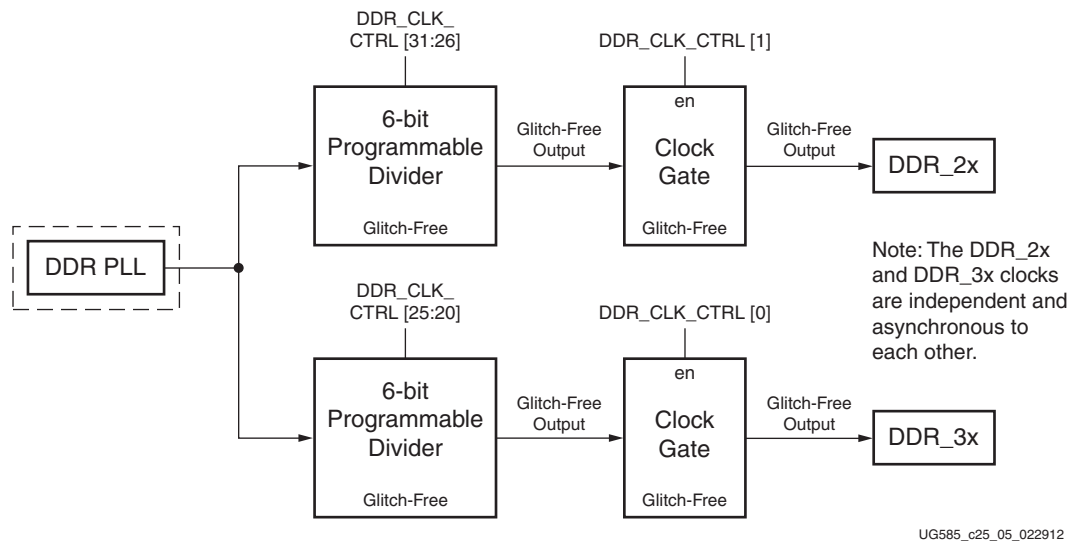 DDR_CLK_
CTRL [31:26]
DDR_CLK_CTRL [1]
6-bit
Programmable
Divider
Glitch-Free
Glitch-Free
Output
en
Clock
Gate
Glitch-Free
Glitch-Free
Output
DDR_2x
DDR PLL
Note: The DDR_2x
and DDR_3x clocks
are independent and
asynchronous to
each other.
DDR_CLK_
CTRL [25:20]
DDR_CLK_CTRL [0]
6-bit
Programmable
Divider
Glitch-Free
Glitch-Free
Output
en
Clock
Gate
Glitch-Free
Glitch-Free
Output
DDR_3x
UG585_c25_05_022912